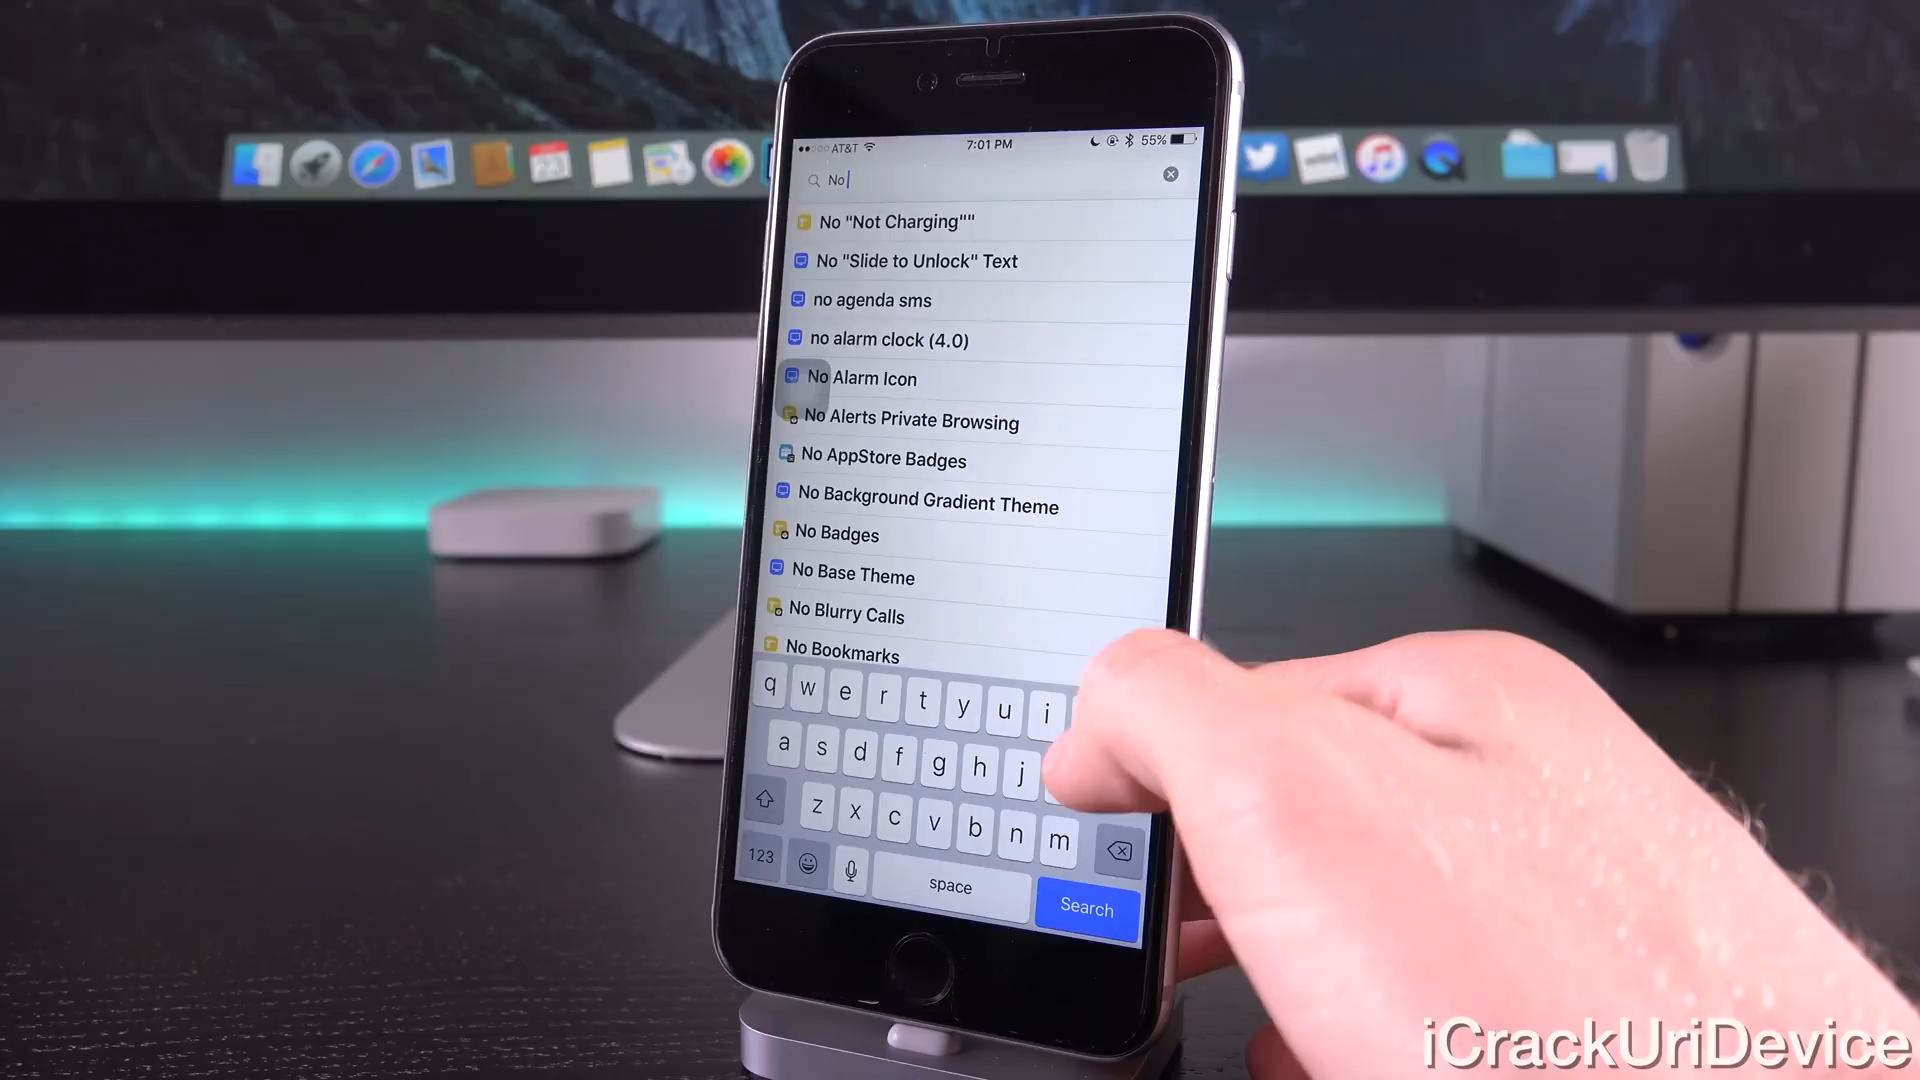 AT&T 7:01 PM 55%
No
No "Not Charging""
No "Slide to Unlock" Text
no agenda sms
no alarm clock (4.0)
No Alarm Icon
No Alerts Private Browsing
No AppStore Badges
No Background Gradient Theme
No Badges
No Base Theme
No Blurry Calls
No Bookmarks
q w e r t y u i
a s d f g h j
z x c v b n m
123 space Search
23
iCrackUriDevice